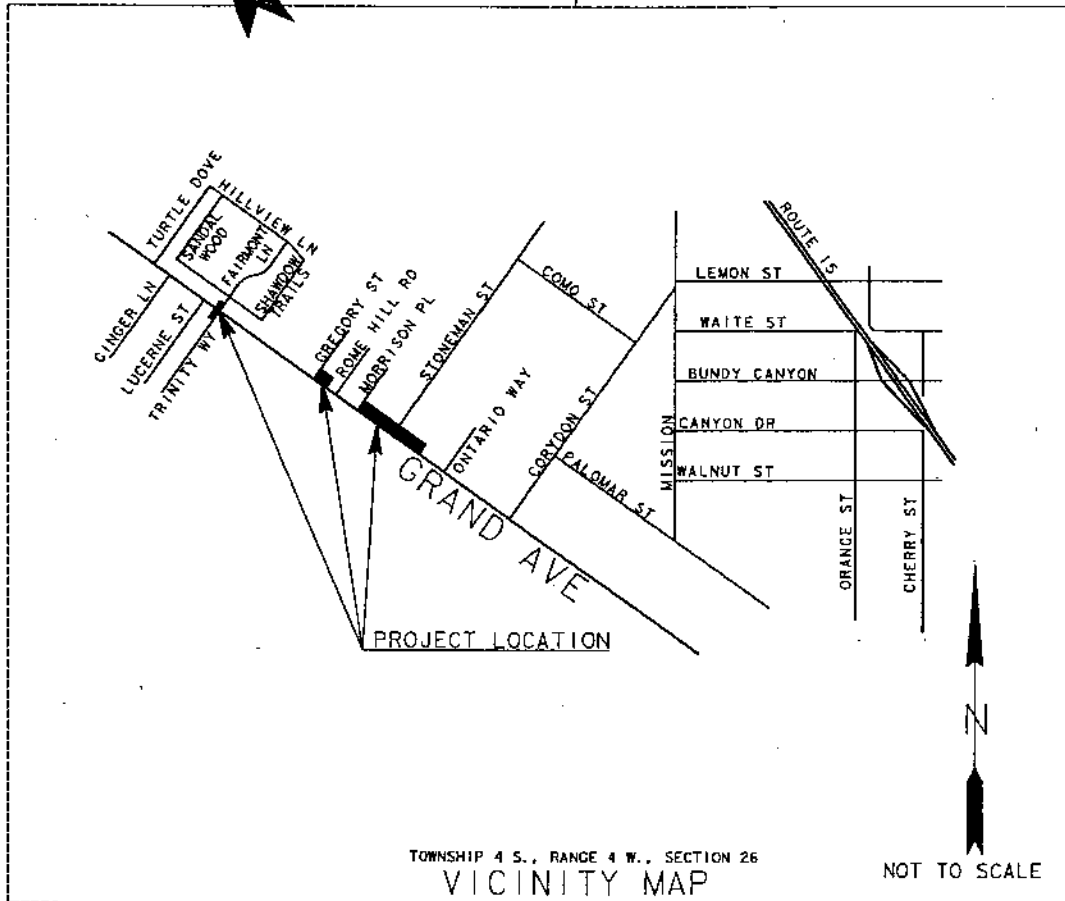 TURTLE DOVE
HILLVIEW LN
SANDAL
WOOD
FAIRMONT
LN
SHAWDOW
TRAILS
GINGER LN
LUCERNE ST
TRINITY WY
GREGORY ST
ROME HILL RD
MORRISON PL
STONEMAN ST
COMO ST
ONTARIO WAY
CORYDON ST
PALOMAR ST
GRAND AVE
MISSION
ROUTE 15
LEMON ST
WAITE ST
BUNDY CANYON
CANYON DR
WALNUT ST
ORANGE ST
CHERRY ST
PROJECT LOCATION
N
NOT TO SCALE
TOWNSHIP 4 S., RANGE 4 W., SECTION 26
VICINITY MAP